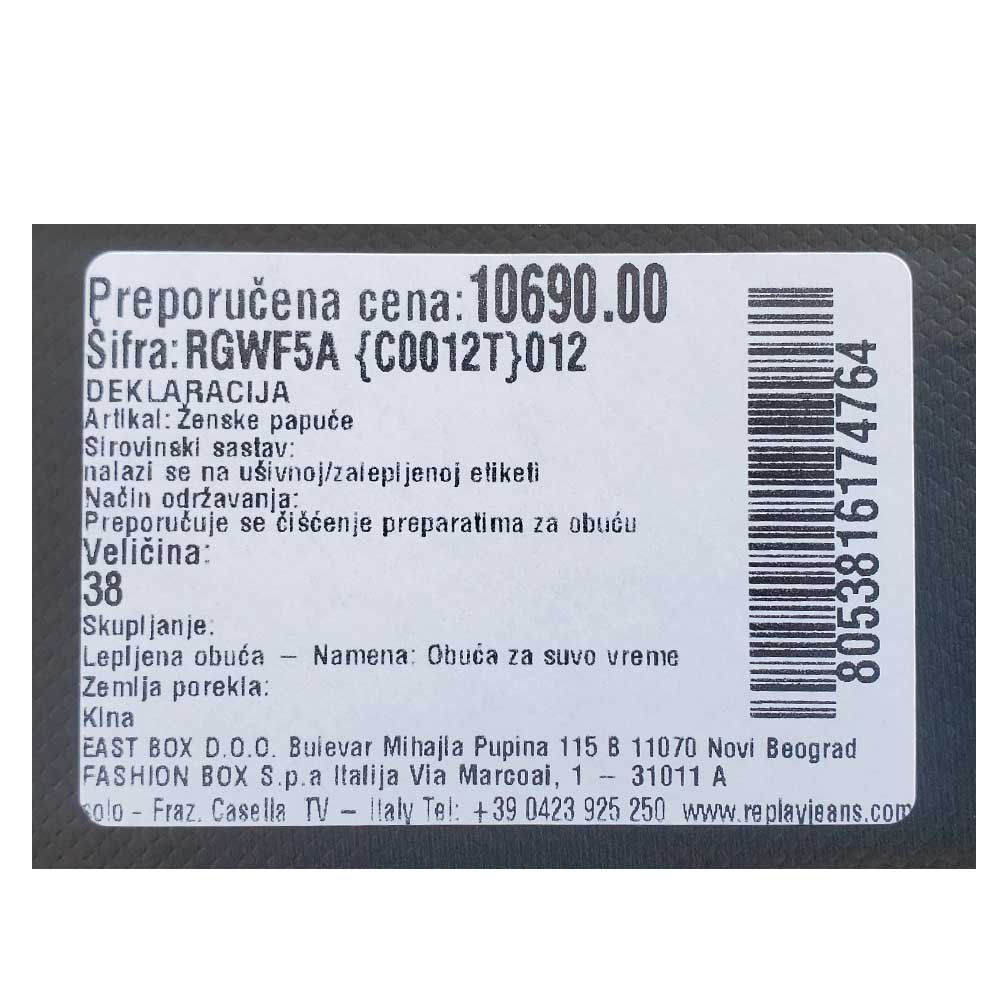 Preporučena cena:10690.00
Šifra:RGWF5A {C0012T}012
DEKLARACIJA
Artikal: Ženske papuče
Sirovinski sastav:
nalazi se na ušivnoj/zalepljenoj etiketi
Način održavanja:
Preporučuje se čišćenje preparatima za obuću
Veličina:
38
Skupljanje:
Lepljena obuća – Namena: Obuća za suvo vreme
Zemlja porekla:
Kina
EAST BOX D.O.O. Bulevar Mihajla Pupina 115 B 11070 Novi Beograd
FASHION BOX S.p.a Italija Via Marcoai, 1 – 31011 A
solo - Fraz. Casella TV – Italy Tel: +39 0423 925 250 www.replayjeans.com
8053816174764